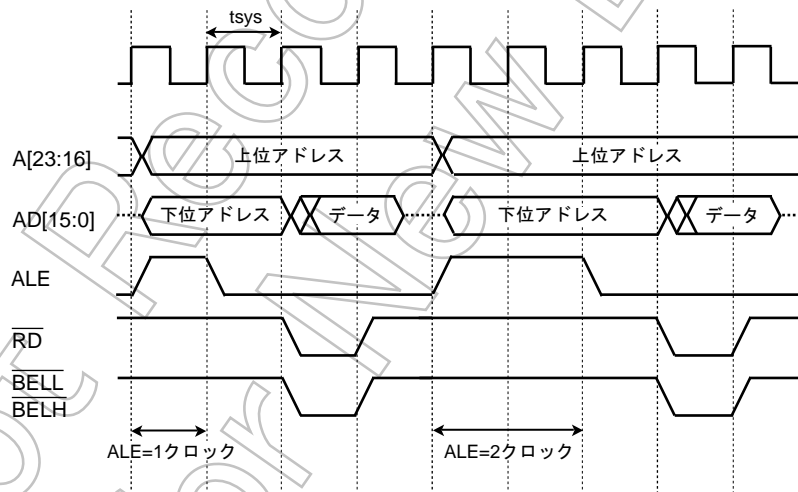 tsys
A[23:16]
上位アドレス
上位アドレス
AD[15:0]
下位アドレス
データ
下位アドレス
データ
ALE
RD
BELL
BELH
ALE=1クロック
ALE=2クロック